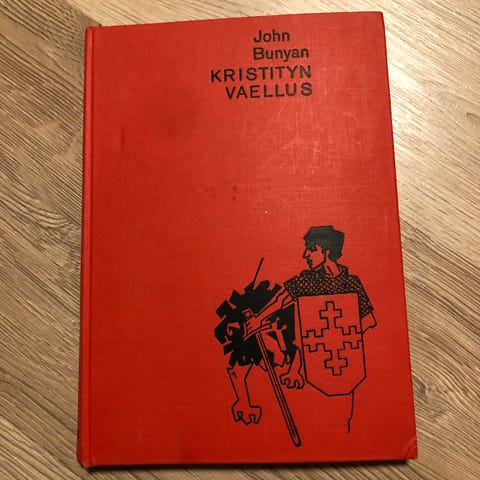 John
Bunyan
KRISTITYN
VAELLUS